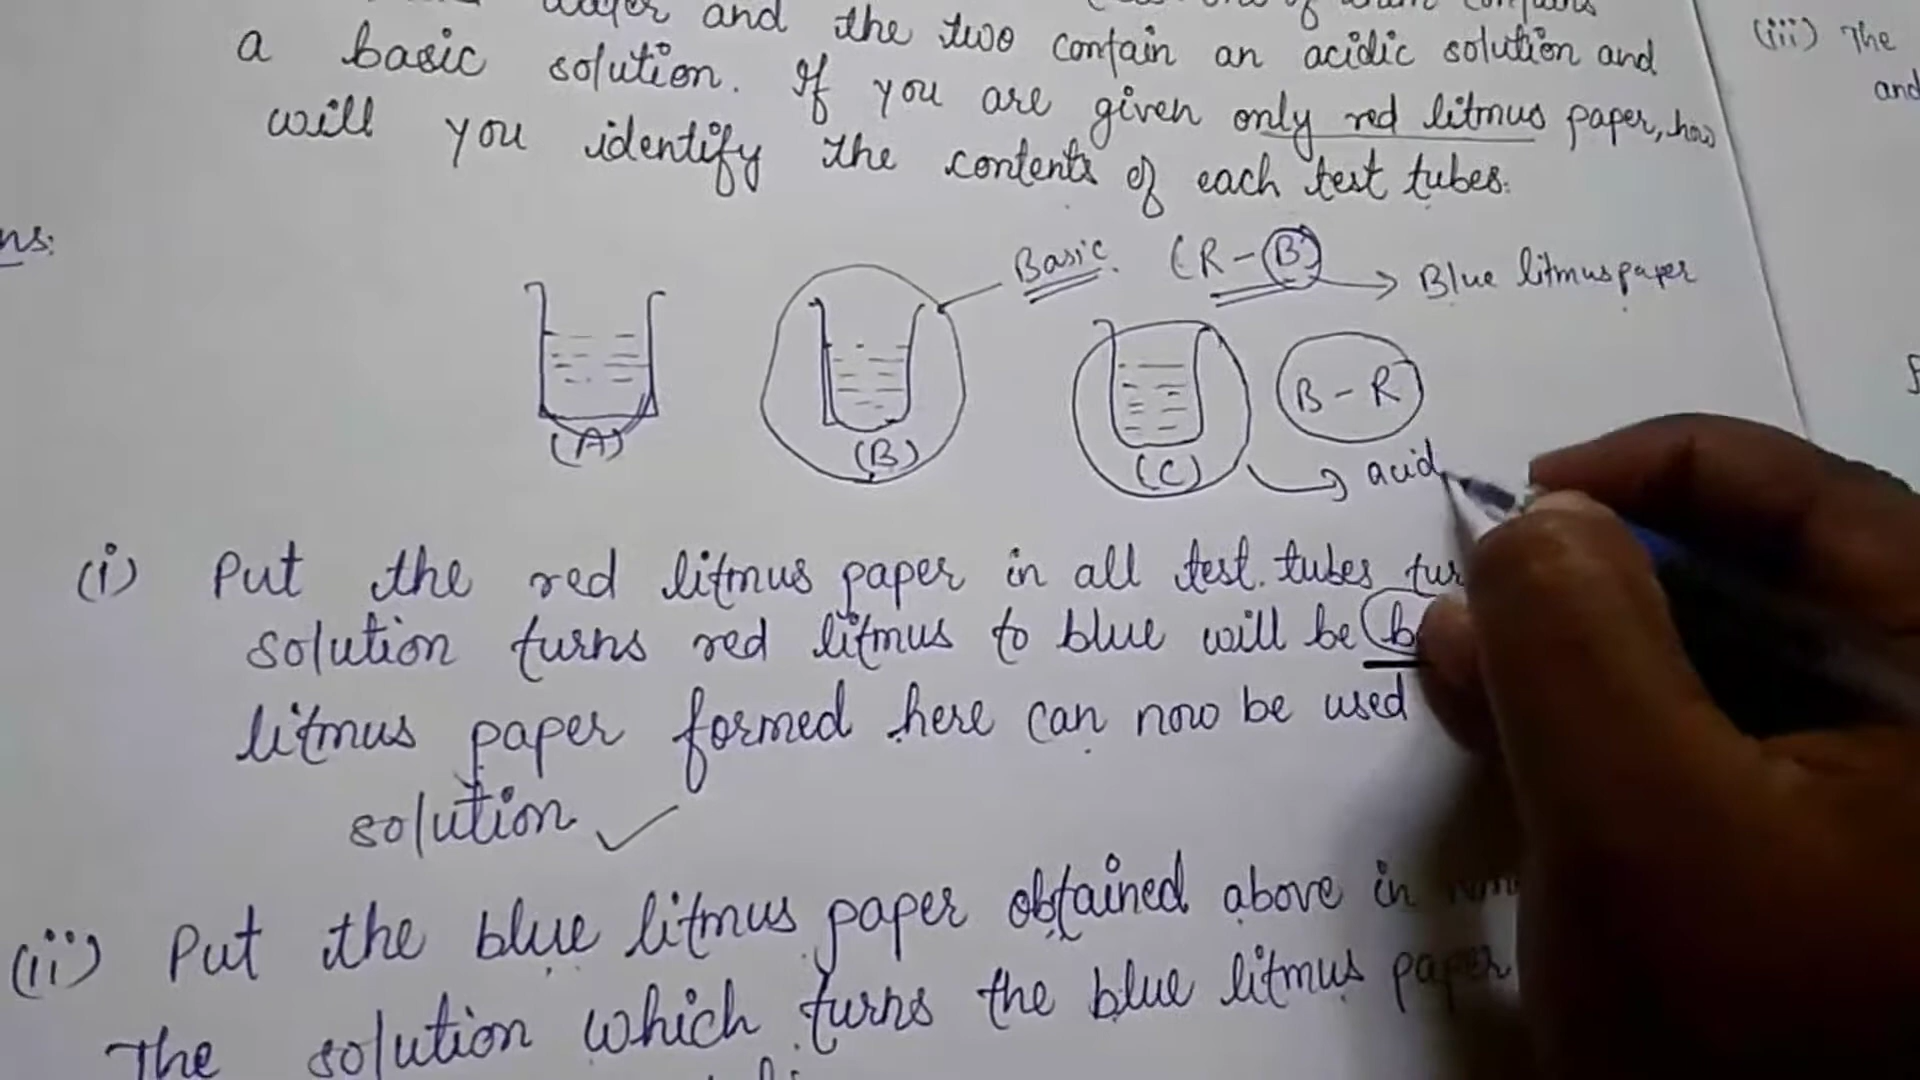 and the two contain an acidic solution and
a basic solution. If you are given only red litmus paper, how
will you identify the contents of each test tubes.
ns:
Basic (R-B) → Blue litmus paper
B-R
(A) (B) (C) → acid
(i) Put the red litmus paper in all test tubes
solution turns red litmus to blue will be
litmus paper formed here can now be used
solution ✓
(ii) Put the blue litmus paper obtained above in
The solution which turns the blue litmus paper
(iii) The
and